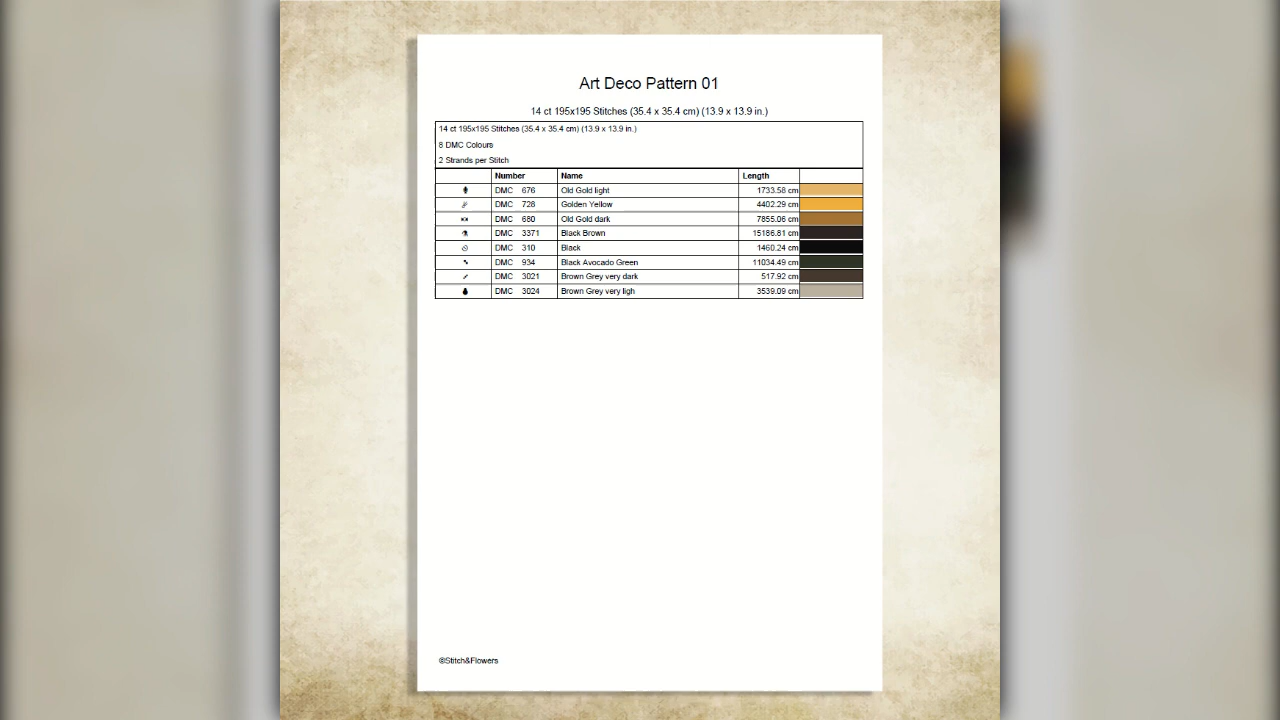 Art Deco Pattern 01
14 ct 195x195 Stitches (35.4 x 35.4 cm) (13.9 x 13.9 in.)
14 ct 195x195 Stitches (35.4 x 35.4 cm) (13.9 x 13.9 in.)
8 DMC Colours
2 Strands per Stitch
Number Name Length
DMC 676 Old Gold light 1733.58 cm
DMC 728 Golden Yellow 4402.29 cm
DMC 680 Old Gold dark 7855.06 cm
DMC 3371 Black Brown 15186.81 cm
DMC 310 Black 1460.24 cm
DMC 934 Black Avocado Green 11034.49 cm
DMC 3021 Brown Grey very dark 517.92 cm
DMC 3024 Brown Grey very ligh 3539.09 cm
©Stitch&Flowers